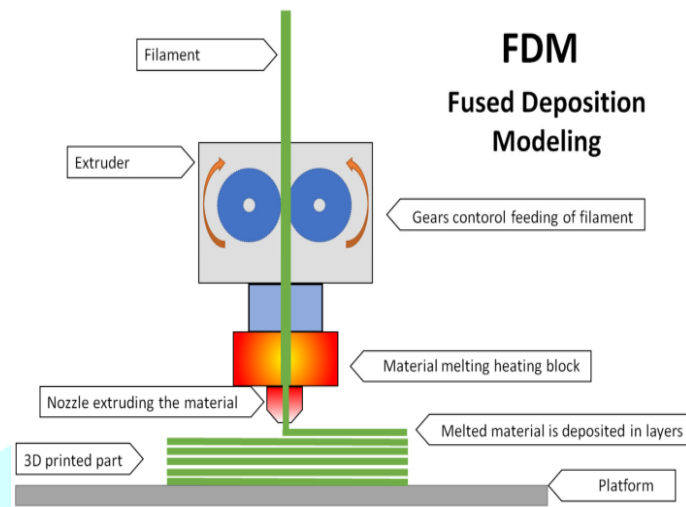 FDM
Fused Deposition
Modeling
Filament
Extruder
Gears contorol feeding of filament
Material melting heating block
Nozzle extruding the material
Melted material is deposited in layers
3D printed part
Platform